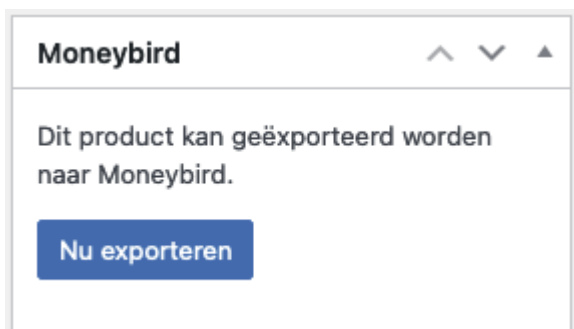 Moneybird
Dit product kan geëxporteerd worden
naar Moneybird.
Nu exporteren